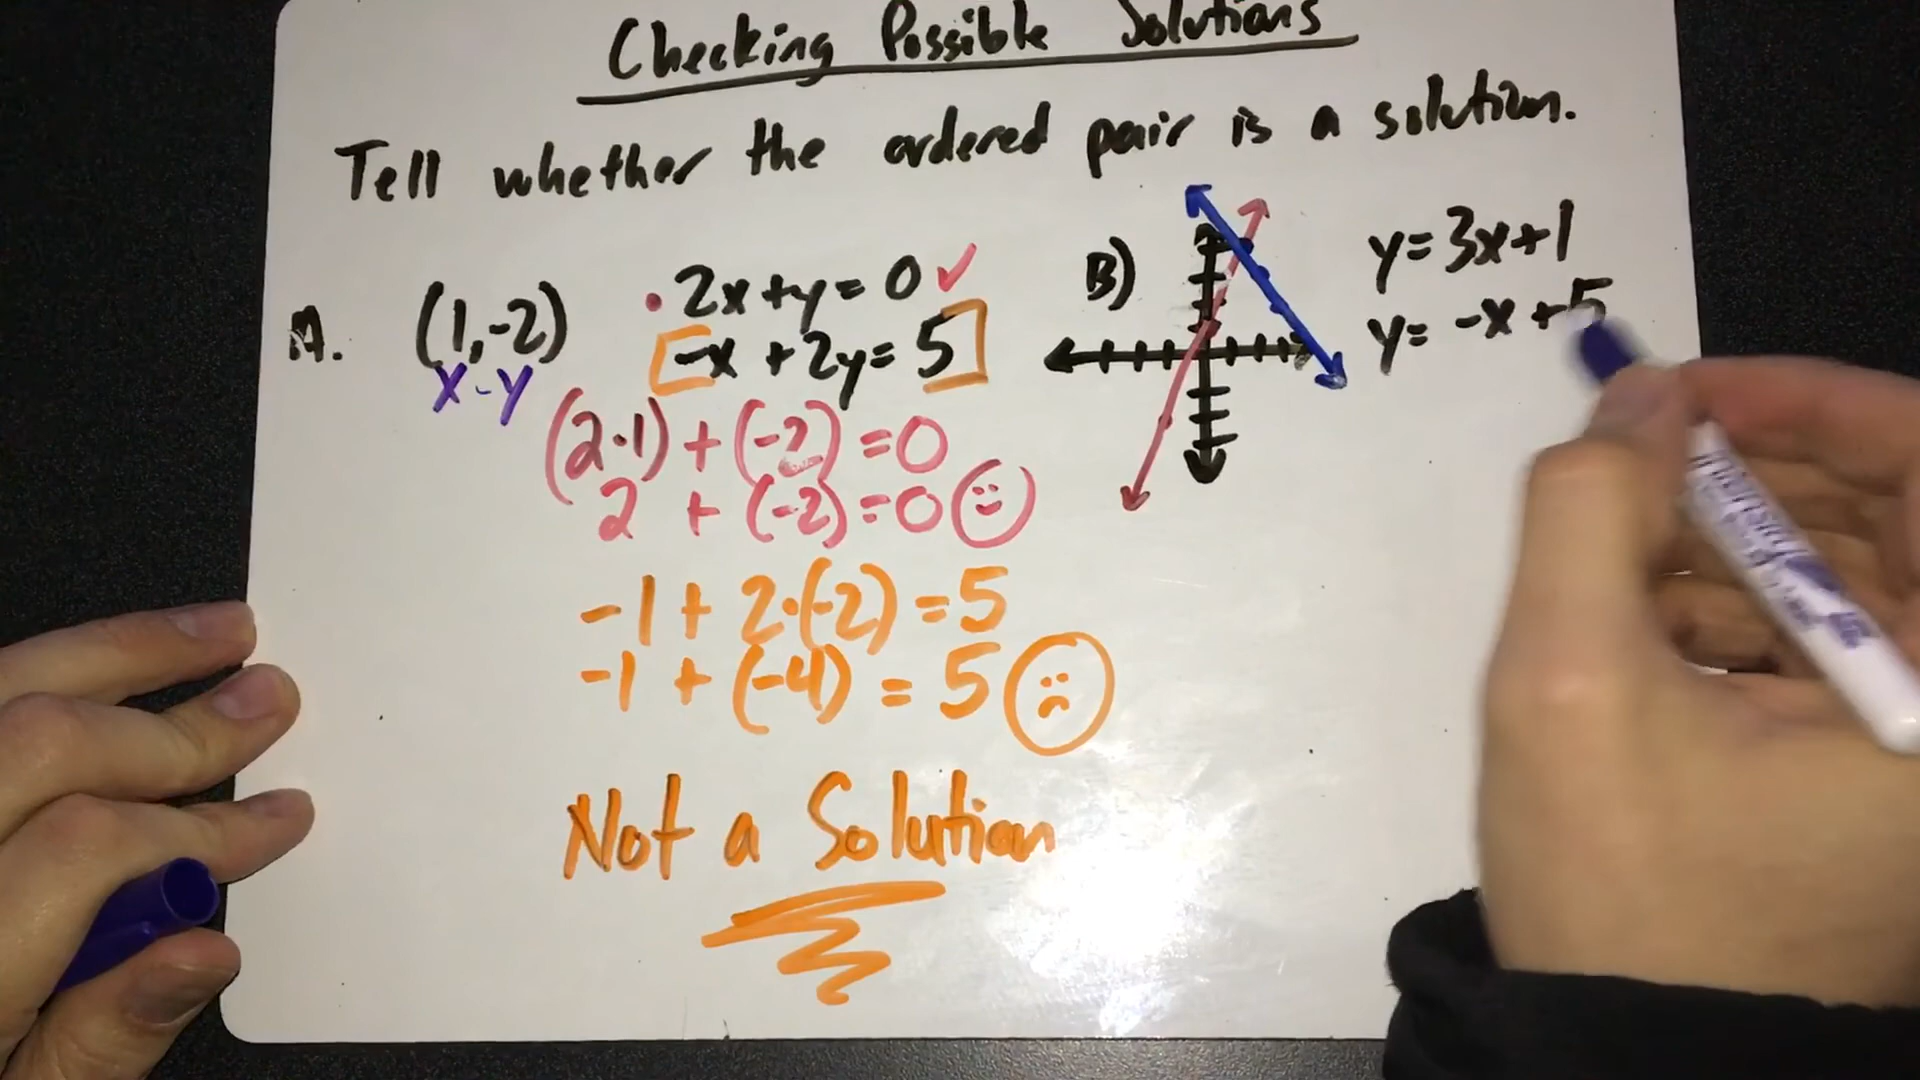 Checking Possible Solutions
Tell whether the ordered pair is a solution.
A. (1,-2)
x-y
2x+y=0 ✓
-x+2y=5
(2·1)+(-2)=0
2+(-2)=0
-1+2·(-2)=5
-1+(-4)=5
Not a Solution
B)
y=3x+1
y=-x+5